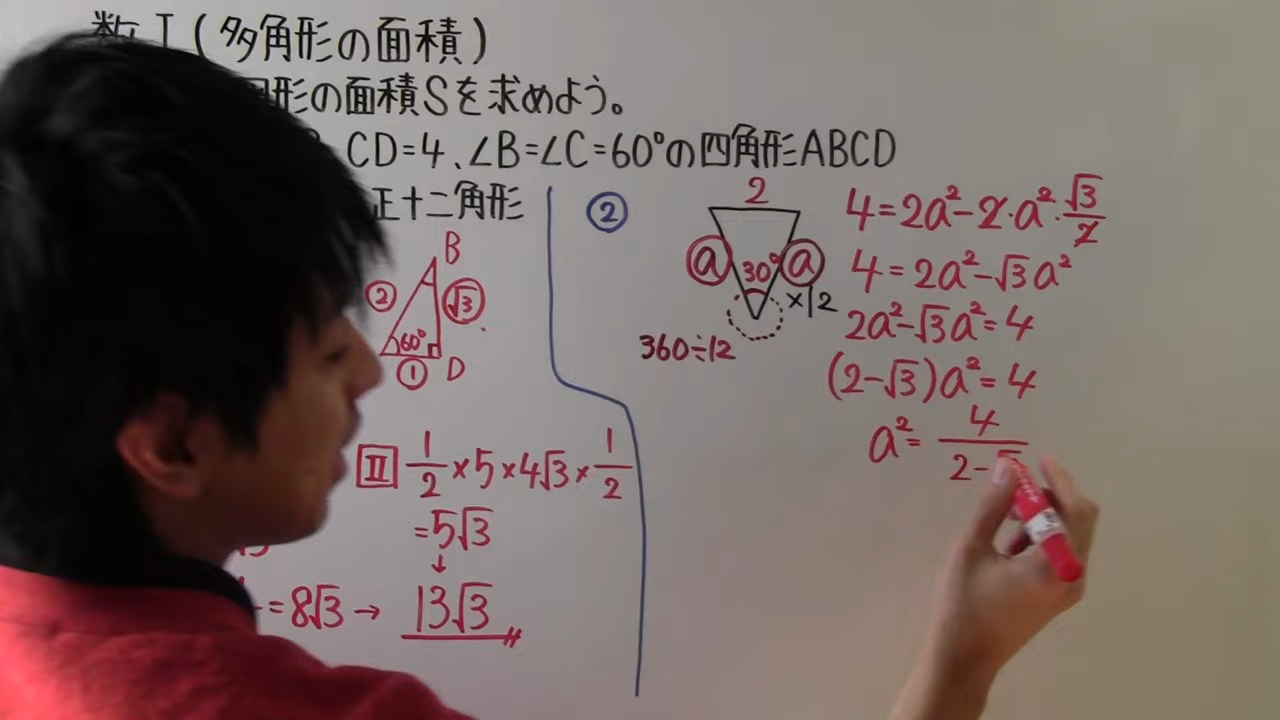 数I(多角形の面積)
図形の面積Sを求めよう。
CD=4、∠B=∠C=60°の四角形ABCD
正十二角形
B
②
√3
60°
①
D
II 1/2 × 5 × 4√3 × 1/2
=5√3
↓
=8√3 → 13√3
②
2
a
30°
a
×12
360÷12
4=2a²-2・a²・√3/2
4=2a²-√3a²
2a²-√3a²=4
(2-√3)a²=4
a²=4/2-√